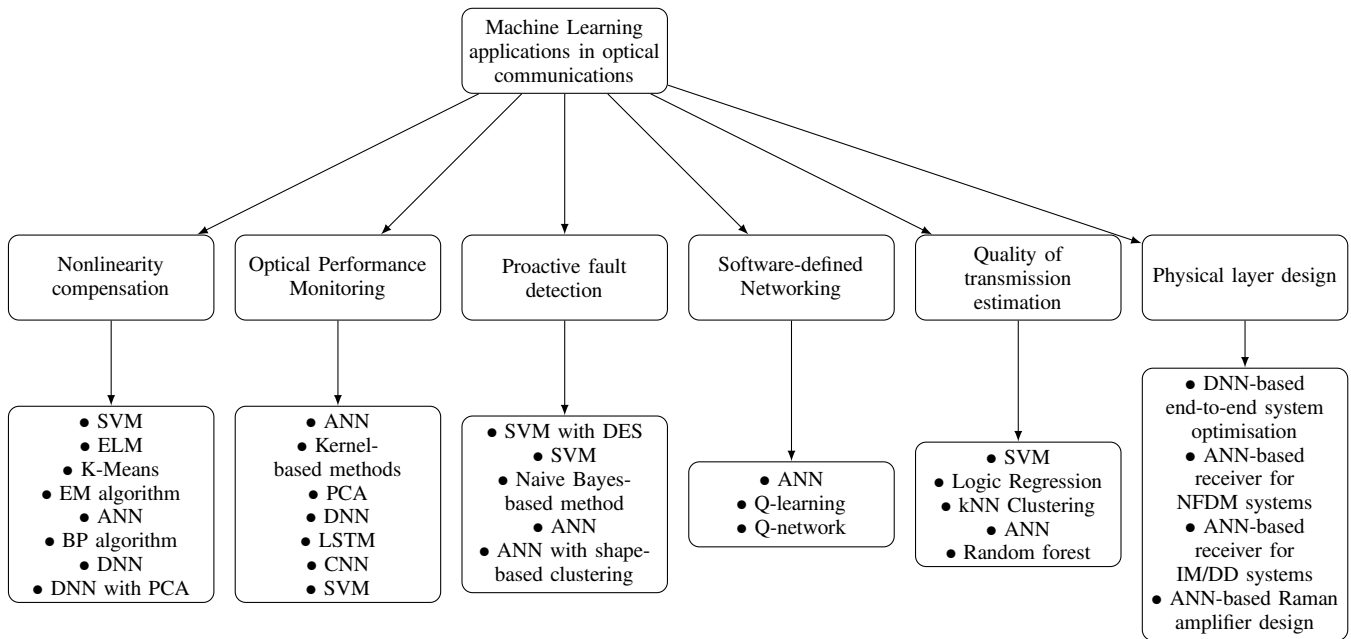 Machine Learning
applications in optical
communications
Nonlinearity
compensation
Optical Performance
Monitoring
Proactive fault
detection
Software-defined
Networking
Quality of
transmission
estimation
Physical layer design
● SVM
● ELM
● K-Means
● EM algorithm
● ANN
● BP algorithm
● DNN
● DNN with PCA
● ANN
● Kernel-
based methods
● PCA
● DNN
● LSTM
● CNN
● SVM
● SVM with DES
● SVM
● Naive Bayes-
based method
● ANN
● ANN with shape-
based clustering
● ANN
● Q-learning
● Q-network
● SVM
● Logic Regression
● kNN Clustering
● ANN
● Random forest
● DNN-based
end-to-end system
optimisation
● ANN-based
receiver for
NFDM systems
● ANN-based
receiver for
IM/DD systems
● ANN-based Raman
amplifier design